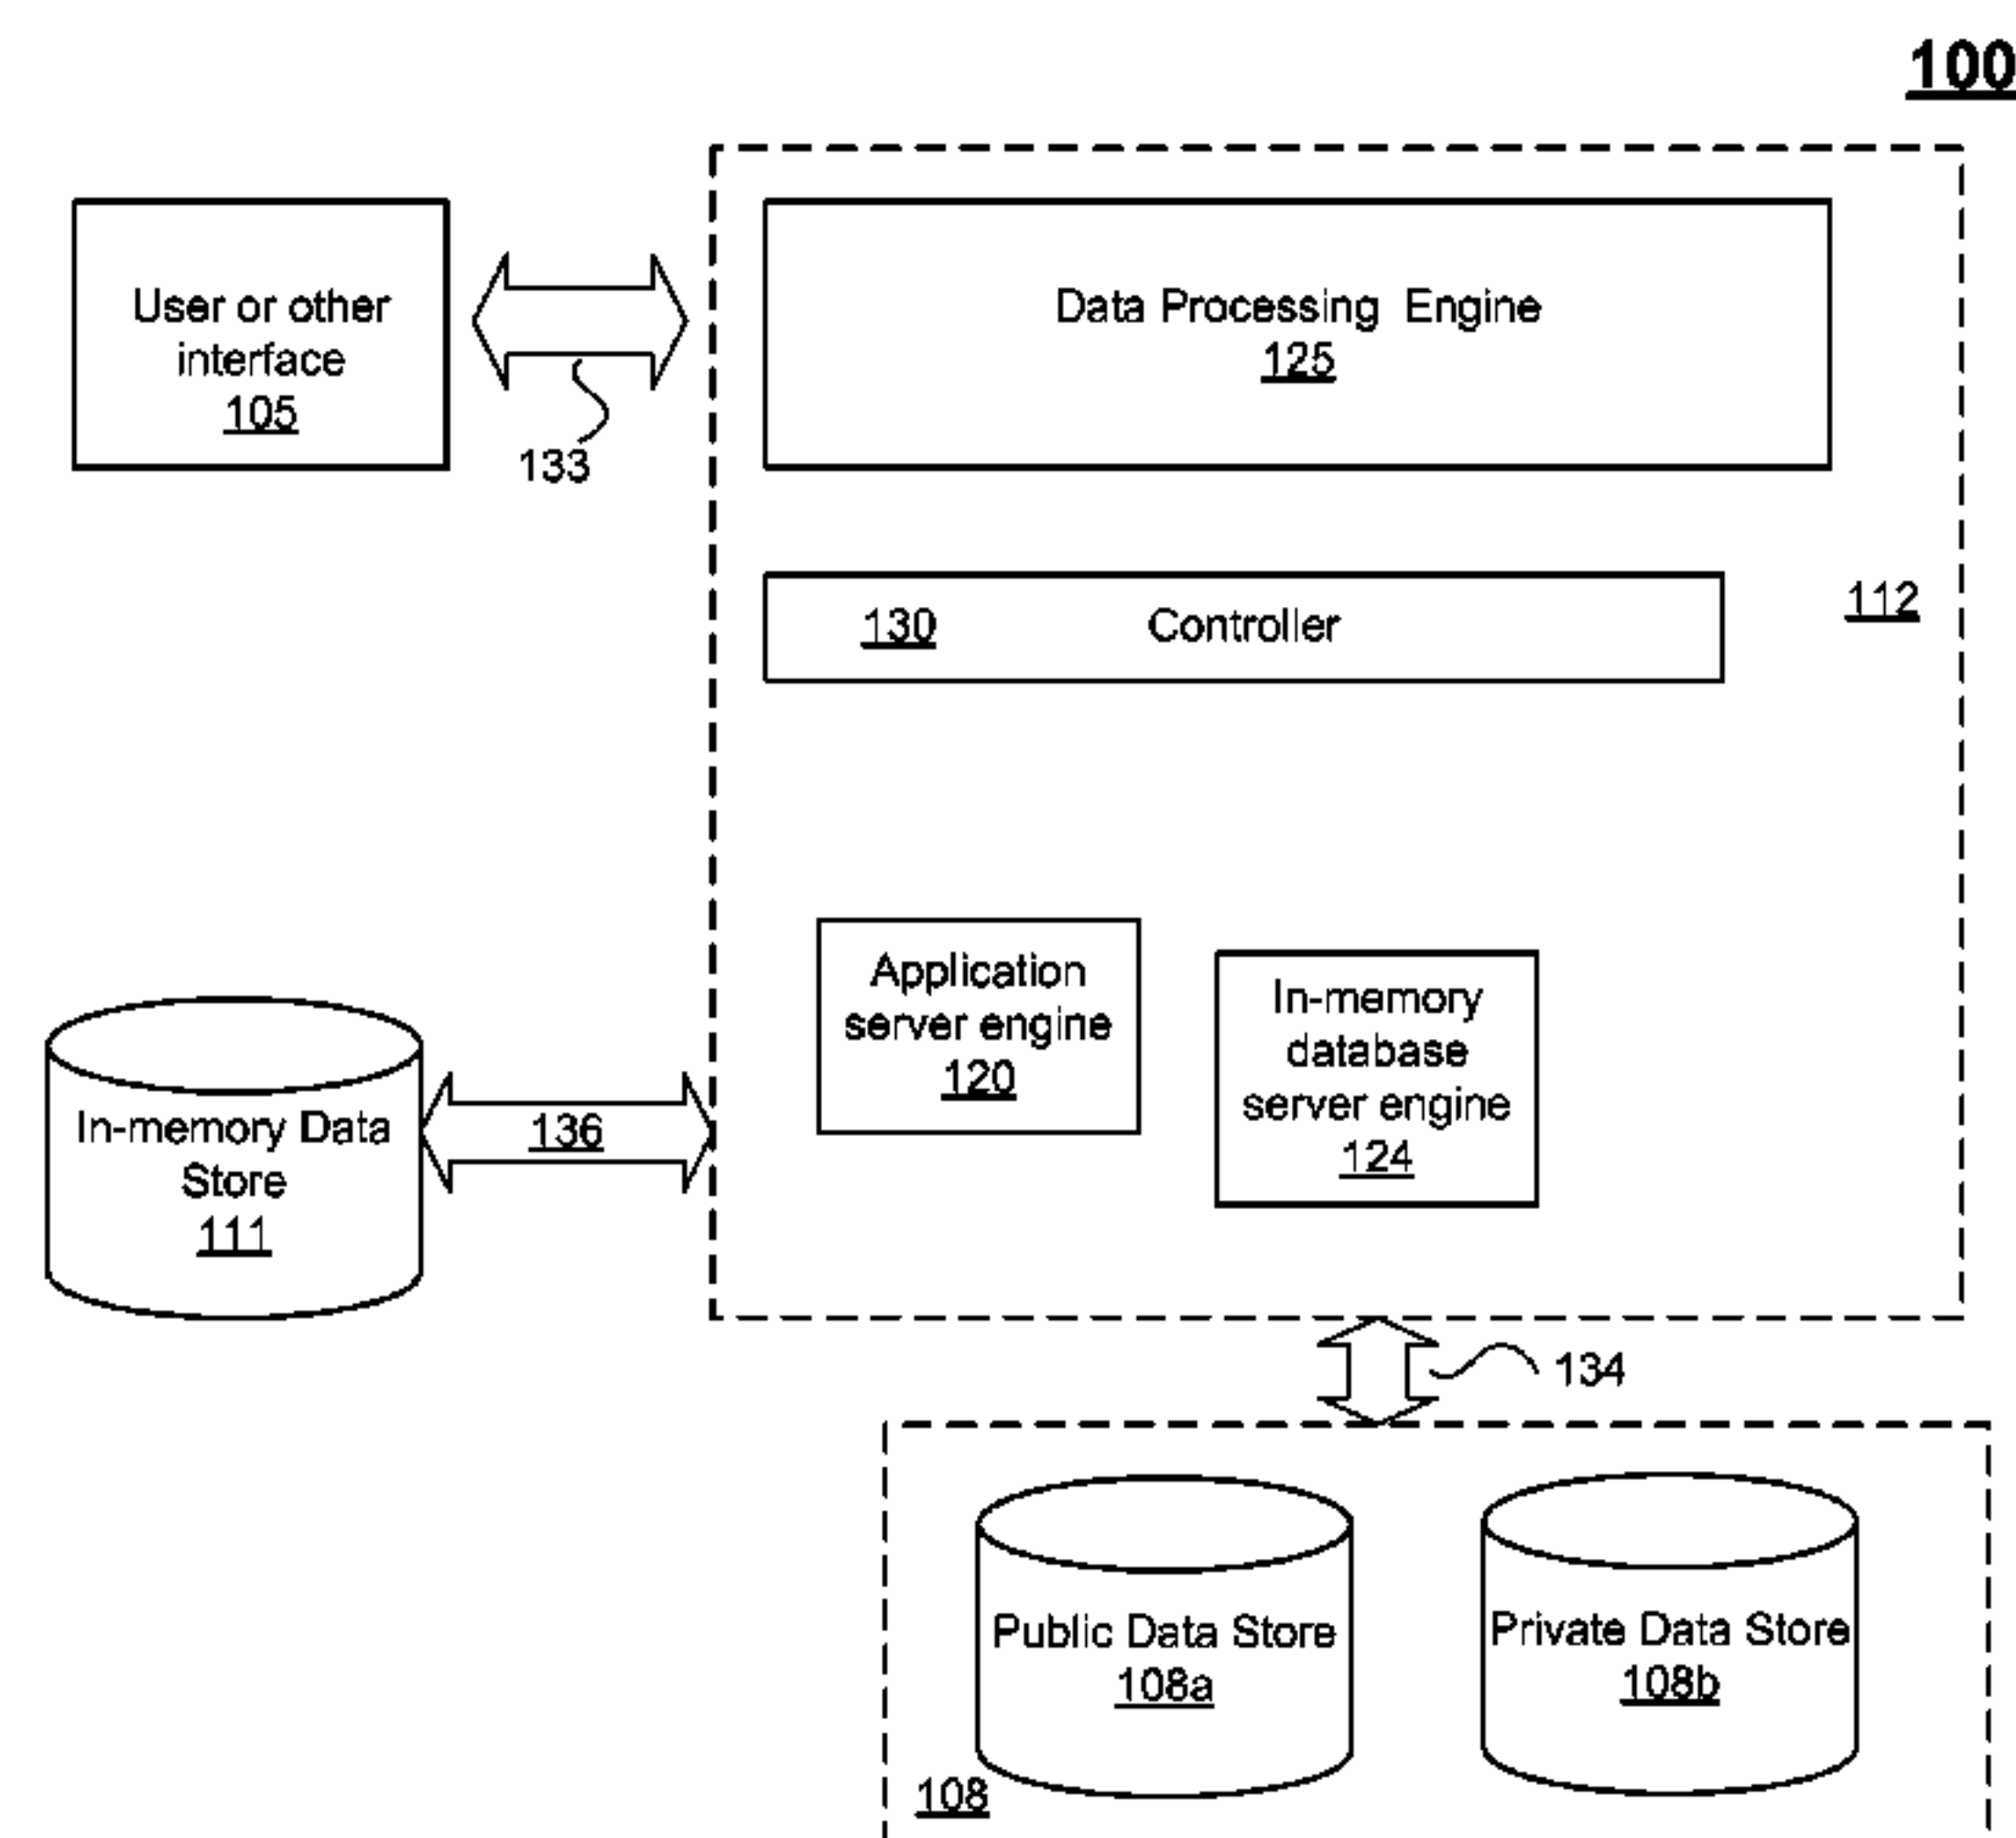 100
User or other
interface
105
133
Data Processing Engine
125
130 Controller
112
Application
server engine
120
In-memory
database
server engine
124
In-memory Data
Store
111
136
134
Public Data Store
108a
Private Data Store
108b
108